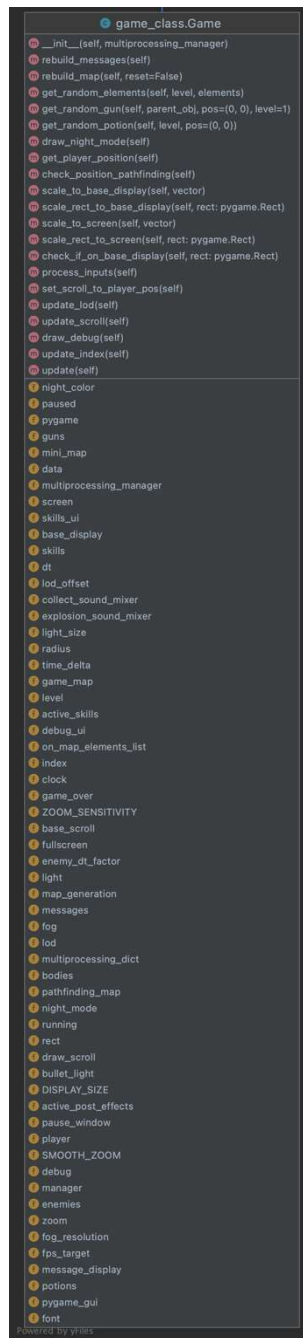 game_class.Game
__init__(self, multiprocessing_manager)
rebuild_messages(self)
rebuild_map(self, reset=False)
get_random_elements(self, level, elements)
get_random_gun(self, parent_obj, pos=(0, 0), level=1)
get_random_potion(self, level, pos=(0, 0))
draw_night_mode(self)
get_player_position(self)
check_position_pathfinding(self)
scale_to_base_display(self, vector)
scale_rect_to_base_display(self, rect: pygame.Rect)
scale_to_screen(self, vector)
scale_rect_to_screen(self, rect: pygame.Rect)
check_if_on_base_display(self, rect: pygame.Rect)
process_inputs(self)
set_scroll_to_player_pos(self)
update_lod(self)
update_scroll(self)
draw_debug(self)
update_index(self)
update(self)
night_color
paused
pygame
guns
mini_map
data
multiprocessing_manager
screen
skills_ui
base_display
skills
dt
lod_offset
collect_sound_mixer
explosion_sound_mixer
light_size
radius
time_delta
game_map
level
active_skills
debug_ui
on_map_elements_list
index
clock
game_over
ZOOM_SENSITIVITY
base_scroll
fullscreen
enemy_dt_factor
light
map_generation
messages
fog
lod
multiprocessing_dict
bodies
pathfinding_map
night_mode
running
rect
draw_scroll
bullet_light
DISPLAY_SIZE
active_post_effects
pause_window
player
SMOOTH_ZOOM
debug
manager
enemies
zoom
fog_resolution
fps_target
message_display
potions
pygame_gui
font
Powered by yFiles